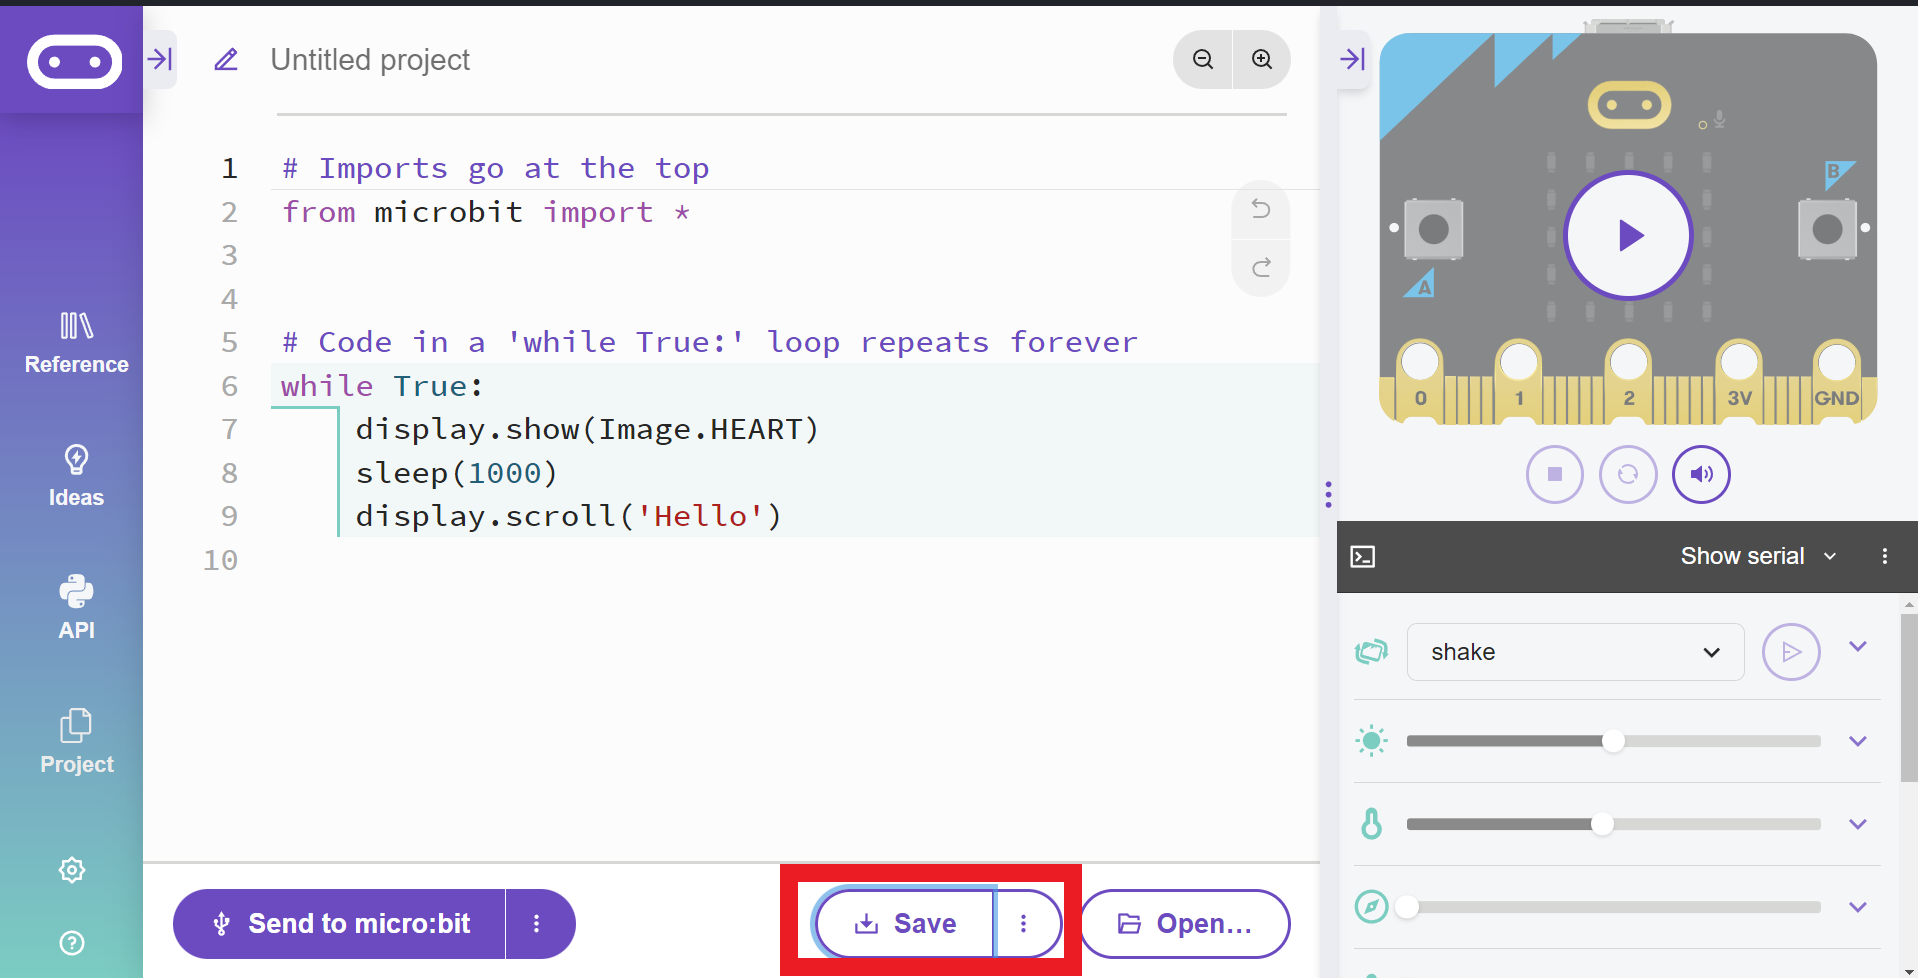 Untitled project
1 # Imports go at the top
2 from microbit import *
3
4
5 # Code in a 'while True:' loop repeats forever
6 while True:
7 display.show(Image.HEART)
8 sleep(1000)
9 display.scroll('Hello')
10
Reference
Ideas
API
Project
Send to micro:bit
Save
Open...
B
A
0 1 2 3V GND
Show serial
shake